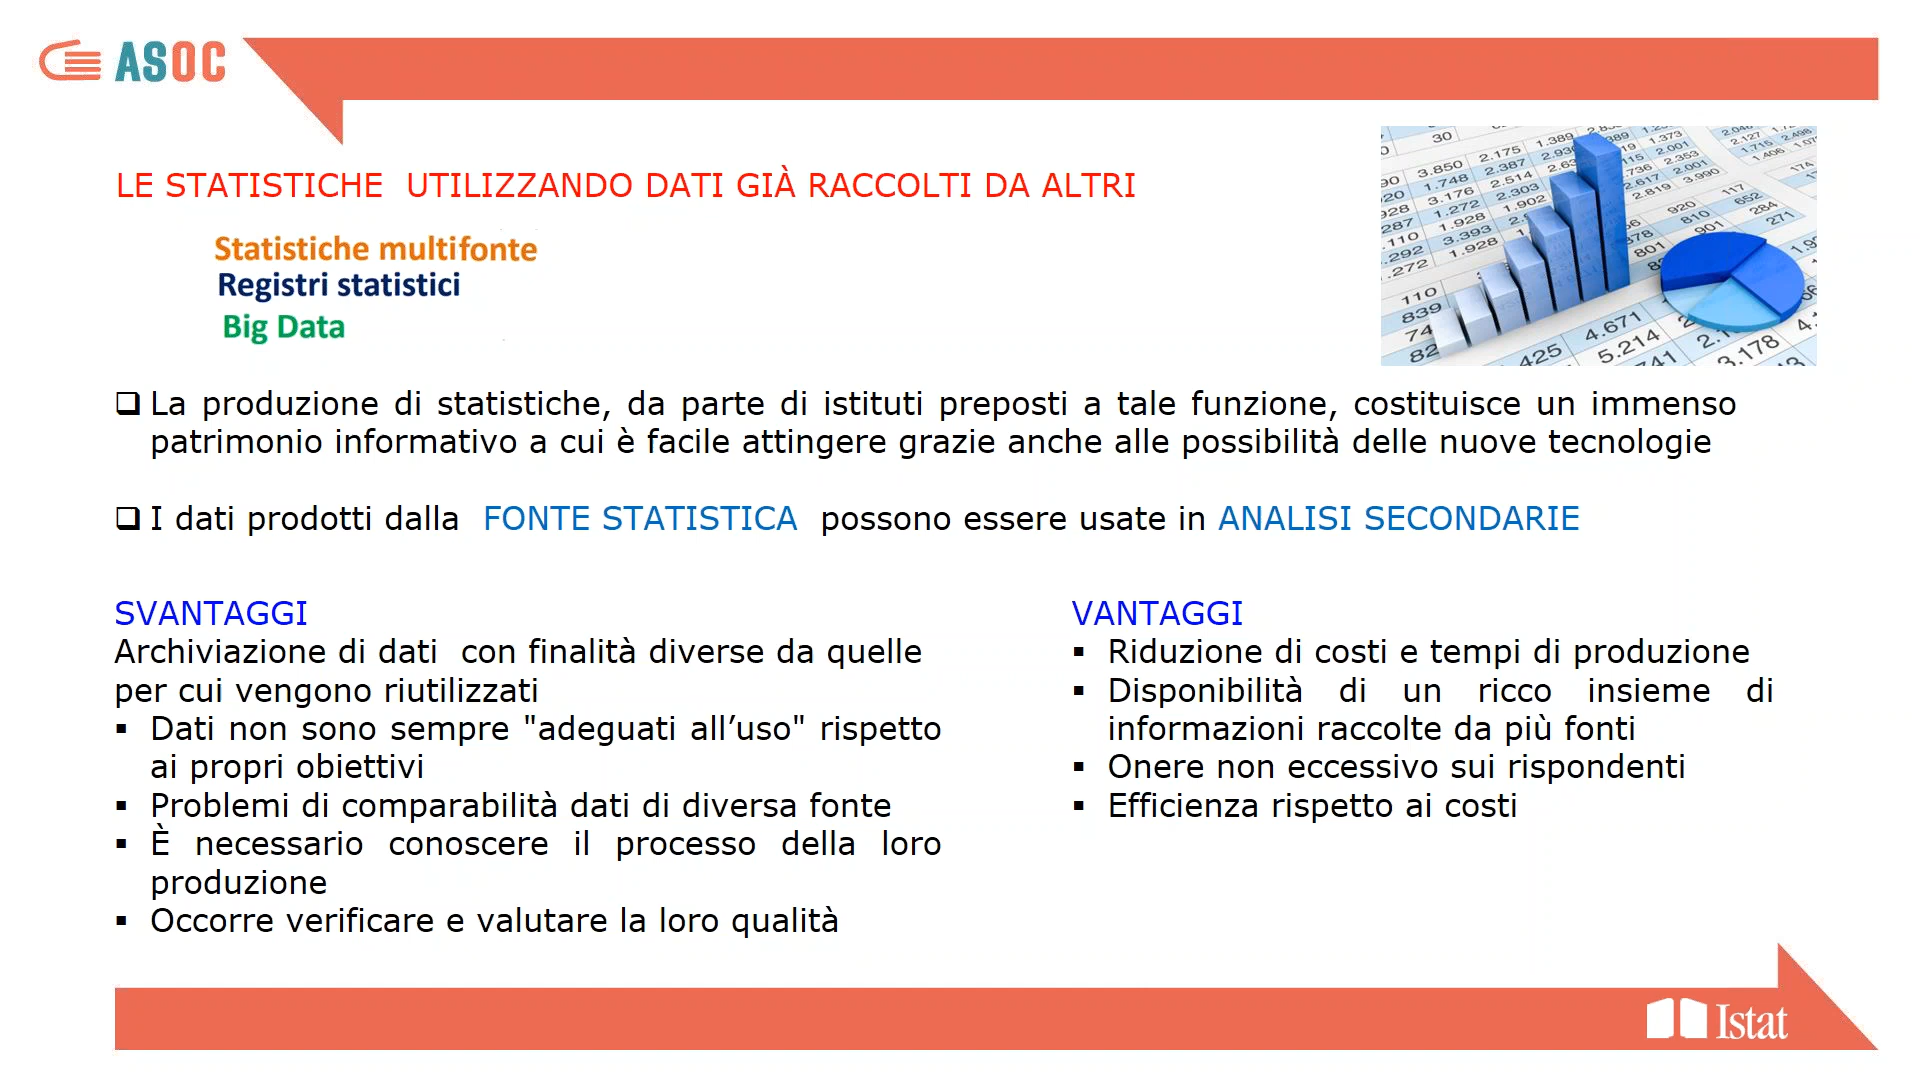 ASOC
LE STATISTICHE UTILIZZANDO DATI GIÀ RACCOLTI DA ALTRI
Statistiche multifonte
Registri statistici
Big Data
La produzione di statistiche, da parte di istituti preposti a tale funzione, costituisce un immenso
patrimonio informativo a cui è facile attingere grazie anche alle possibilità delle nuove tecnologie
I dati prodotti dalla FONTE STATISTICA possono essere usate in ANALISI SECONDARIE
SVANTAGGI
Archiviazione di dati con finalità diverse da quelle
per cui vengono riutilizzati
▪ Dati non sono sempre "adeguati all’uso" rispetto
ai propri obiettivi
▪ Problemi di comparabilità dati di diversa fonte
▪ È necessario conoscere il processo della loro
produzione
▪ Occorre verificare e valutare la loro qualità
VANTAGGI
▪ Riduzione di costi e tempi di produzione
▪ Disponibilità di un ricco insieme di
informazioni raccolte da più fonti
▪ Onere non eccessivo sui rispondenti
▪ Efficienza rispetto ai costi
Istat